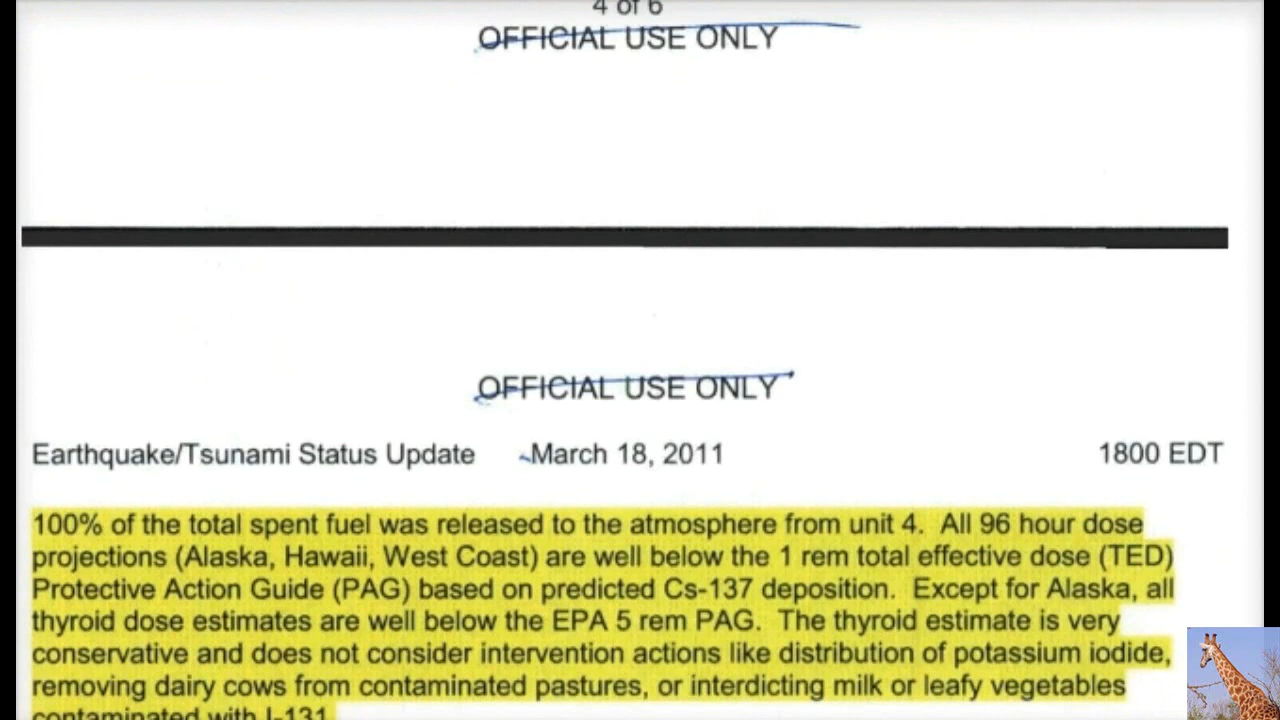 4 of 6
OFFICIAL USE ONLY
OFFICIAL USE ONLY
Earthquake/Tsunami Status Update March 18, 2011 1800 EDT
100% of the total spent fuel was released to the atmosphere from unit 4. All 96 hour dose
projections (Alaska, Hawaii, West Coast) are well below the 1 rem total effective dose (TED)
Protective Action Guide (PAG) based on predicted Cs-137 deposition. Except for Alaska, all
thyroid dose estimates are well below the EPA 5 rem PAG. The thyroid estimate is very
conservative and does not consider intervention actions like distribution of potassium iodide,
removing dairy cows from contaminated pastures, or interdicting milk or leafy vegetables
contaminated with I-131.